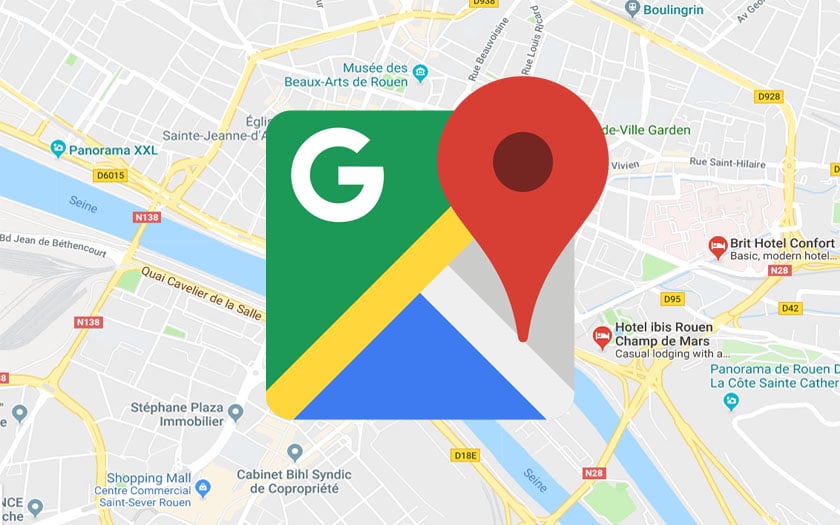 D938
Boulingrin
Av Geo
Rue Beauvoisine
Rue Louis Ricard
Musée des
Beaux-Arts de Rouen
D928
Églis
Sainte-Jeanne-d'A
G
de-Ville Garden
Panorama XXL
Vivien
Rue Saint-Hilaire
D6015
Seine
N138
Bd Jean de Béthencourt
Brit Hotel Confort
Basic, modern hotel...
N28
Quai Cavelier de la Salle
D95
D42
N138
Hotel ibis Rouen
Champ de Mars
Casual lodging with a...
Panorama de Rouen D
La Côte Sainte Cather
Stéphane Plaza
Immobilier
D18E
Cabinet Bihl Syndic
de Copropriété
N28
Seine
Shopping Mall
Centre Commercial
Saint-Sever Rouen
NCE
che